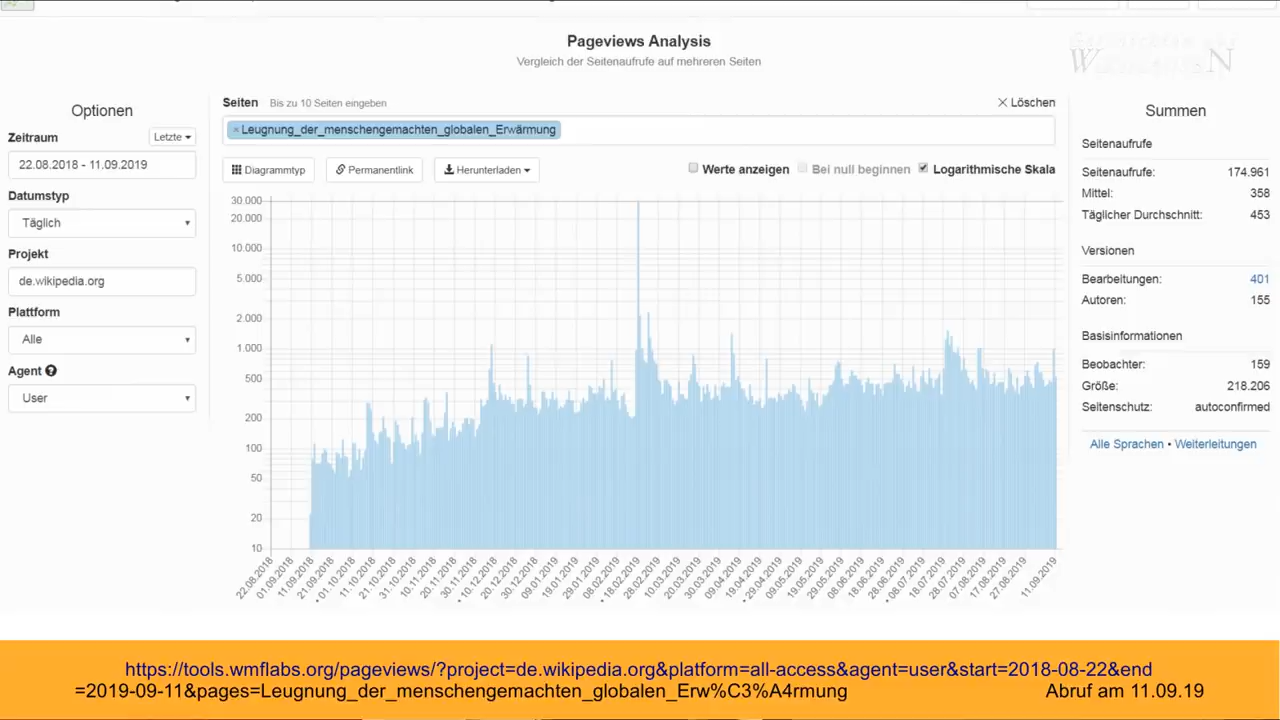 Pageviews Analysis
Vergleich der Seitenaufrufe auf mehreren Seiten
Optionen
Zeitraum
Letzte
22.08.2018 - 11.09.2019
Datumstyp
Täglich
Projekt
de.wikipedia.org
Plattform
Alle
Agent
User
Seiten Bis zu 10 Seiten eingeben
Löschen
× Leugnung_der_menschengemachten_globalen_Erwärmung
Diagrammtyp
Permanentlink
Herunterladen
Werte anzeigen
Bei null beginnen
Logarithmische Skala
30.000
20.000
10.000
5.000
2 000
1.000
500
200
100
50
20
10
22.08.2018
01.09.2018
11.09.2018
21.09.2018
• 01.10.2018
11.10.2018
21.10.2018
31.10.2018
10.11.2018
20.11.2018
30.11.2018
• 10.12.2018
20.12.2018
30.12.2018
09.01.2019
19.01.2019
29.01.2019
08.02.2019
• 18.02.2019
28.02.2019
10.03.2019
20.03.2019
30.03.2019
09.04.2019
19.04.2019
• 29.04.2019
09.05.2019
19.05.2019
29.05.2019
08.06.2019
18.06.2019
28.06.2019
• 08.07.2019
18.07.2019
28.07.2019
07.08.2019
17.08.2019
27.08.2019
11.09.2019
Summen
Seitenaufrufe
Seitenaufrufe: 174.961
Mittel: 358
Täglicher Durchschnitt: 453
Versionen
Bearbeitungen: 401
Autoren: 155
Basisinformationen
Beobachter: 159
Größe: 218.206
Seitenschutz: autoconfirmed
Alle Sprachen • Weiterleitungen
https://tools.wmflabs.org/pageviews/?project=de.wikipedia.org&platform=all-access&agent=user&start=2018-08-22&end
=2019-09-11&pages=Leugnung_der_menschengemachten_globalen_Erw%C3%A4rmung Abruf am 11.09.19